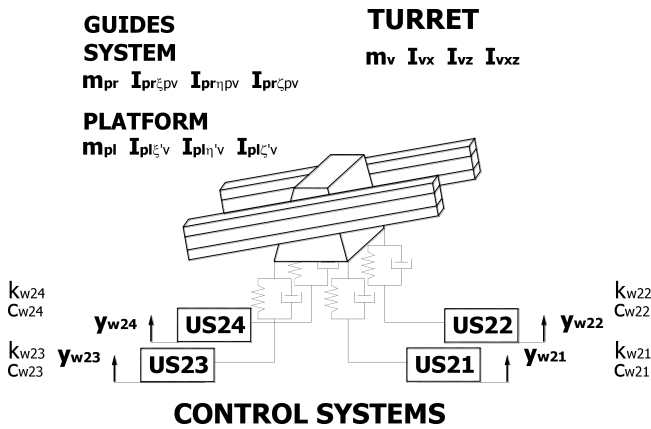 GUIDES
SYSTEM
mpr Iprξpv Iprηpv Iprζpv
PLATFORM
mpl Iplξ'v Iplη'v Iplζ'v
TURRET
mv Ivx Ivz Ivxz
kw24
cw24
yw24
US24
kw23
cw23
yw23
US23
US22
yw22
kw22
cw22
US21
yw21
kw21
cw21
CONTROL SYSTEMS